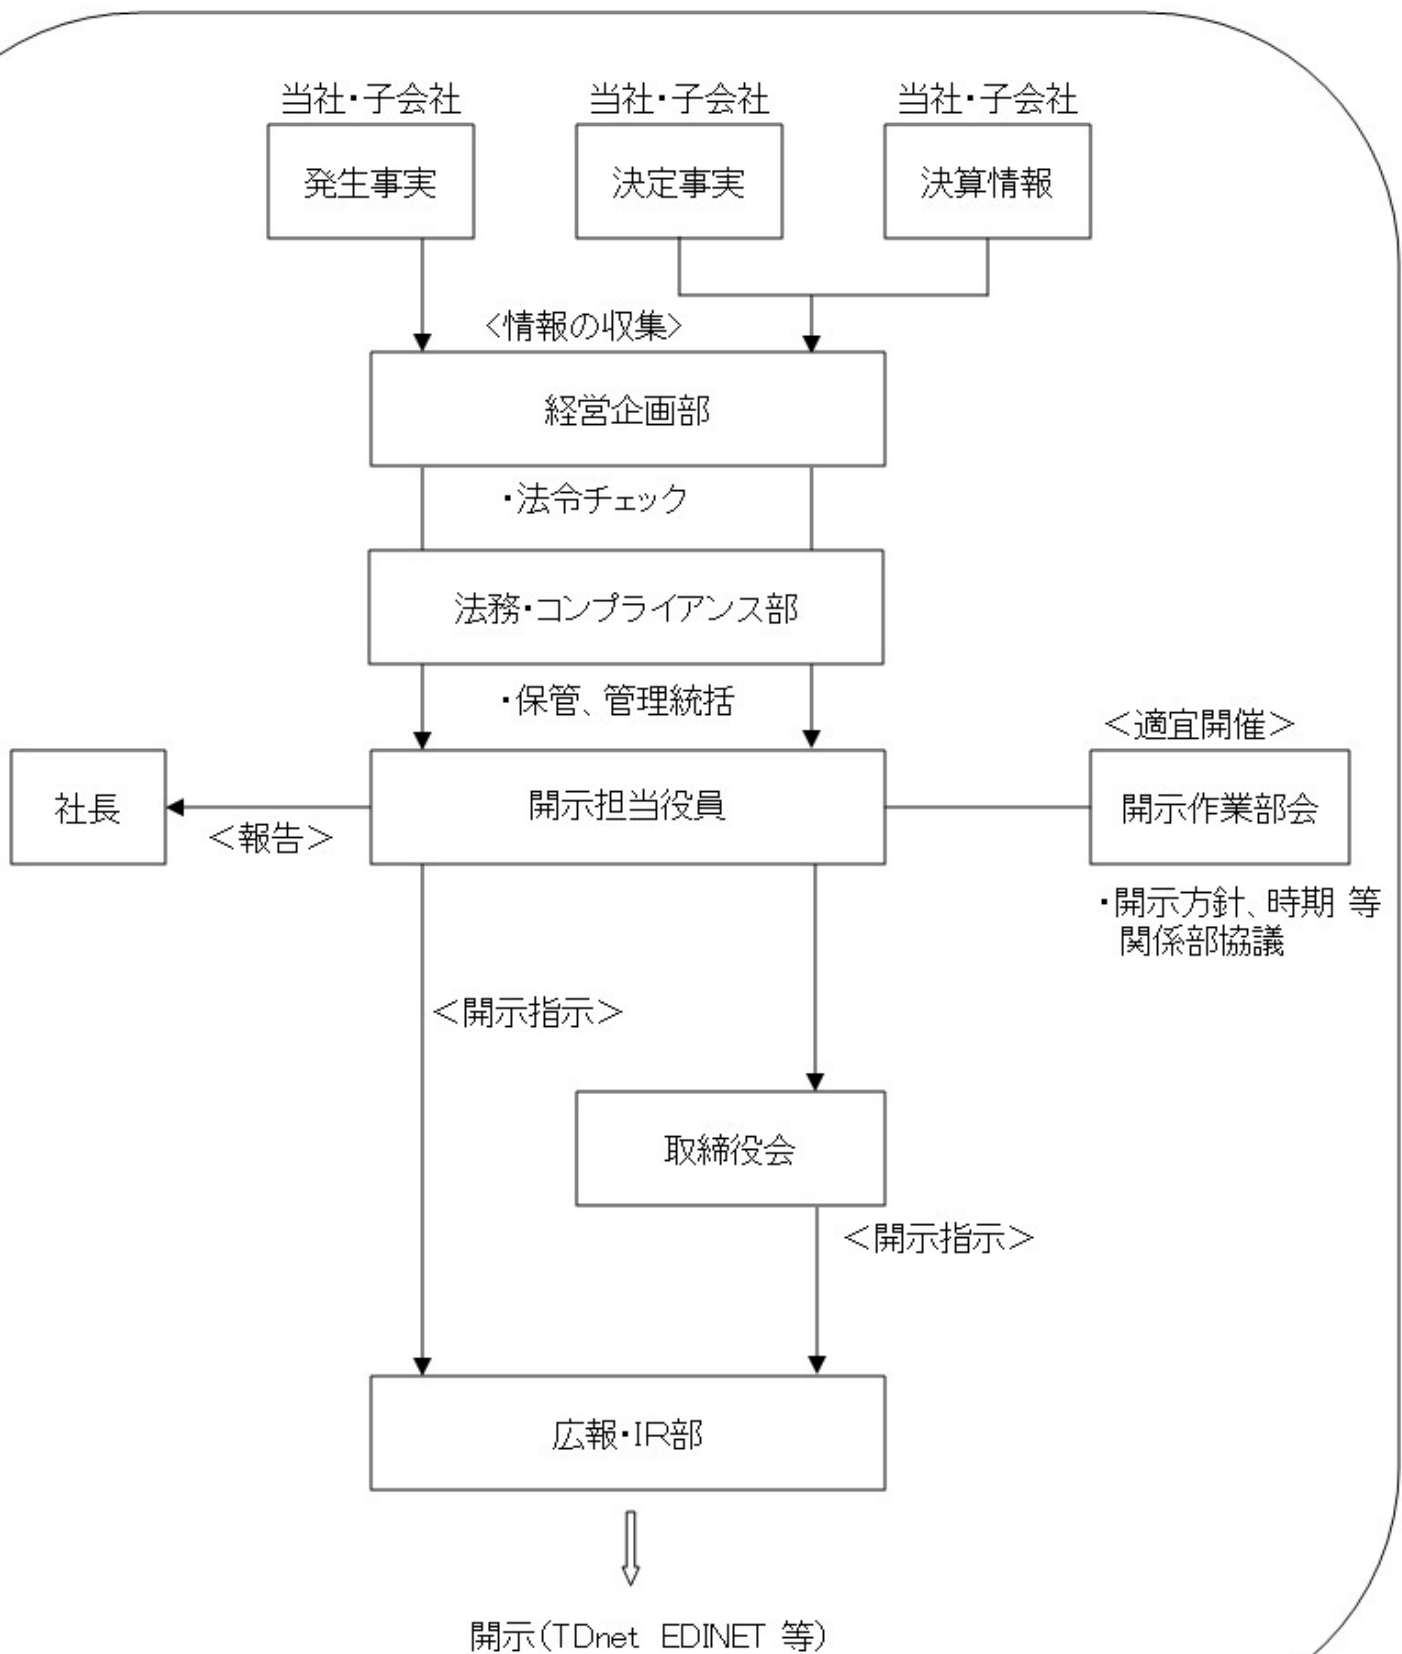 当社・子会社
当社・子会社
当社・子会社
発生事実
決定事実
決算情報
<情報の収集>
経営企画部
・法令チェック
法務・コンプライアンス部
・保管、管理統括
<適宜開催>
社長
開示担当役員
開示作業部会
<報告>
・開示方針、時期 等
関係部協議
<開示指示>
取締役会
<開示指示>
広報・IR部
開示(TDnet EDINET 等)